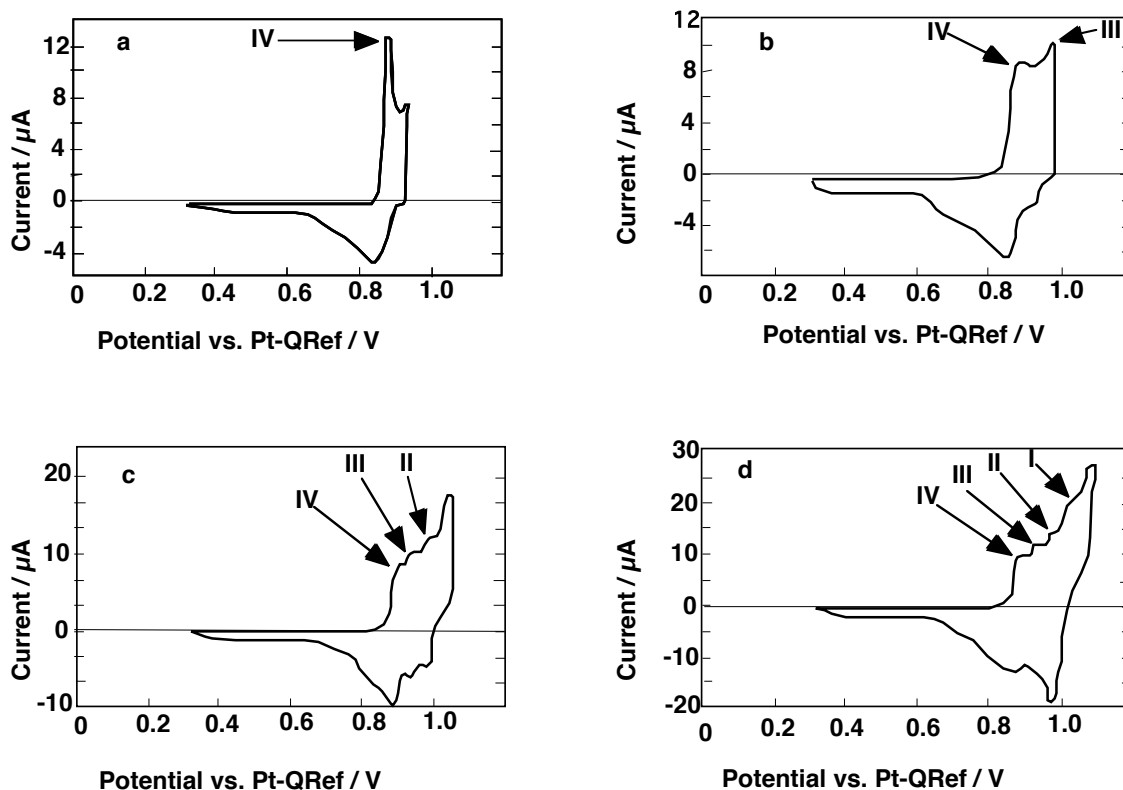 a
IV
12
8
4
0
-4
Current / µA
0 0.2 0.4 0.6 0.8 1.0
Potential vs. Pt-QRef / V
b
IV
III
12
8
4
0
-4
Current / µA
0 0.2 0.4 0.6 0.8 1.0
Potential vs. Pt-QRef / V
c
IV
III
II
20
10
0
-10
Current / µA
0 0.2 0.4 0.6 0.8 1.0
Potential vs. Pt-QRef / V
d
IV
III
II
I
30
20
10
0
-10
-20
Current / µA
0 0.2 0.4 0.6 0.8 1.0
Potential vs. Pt-QRef / V